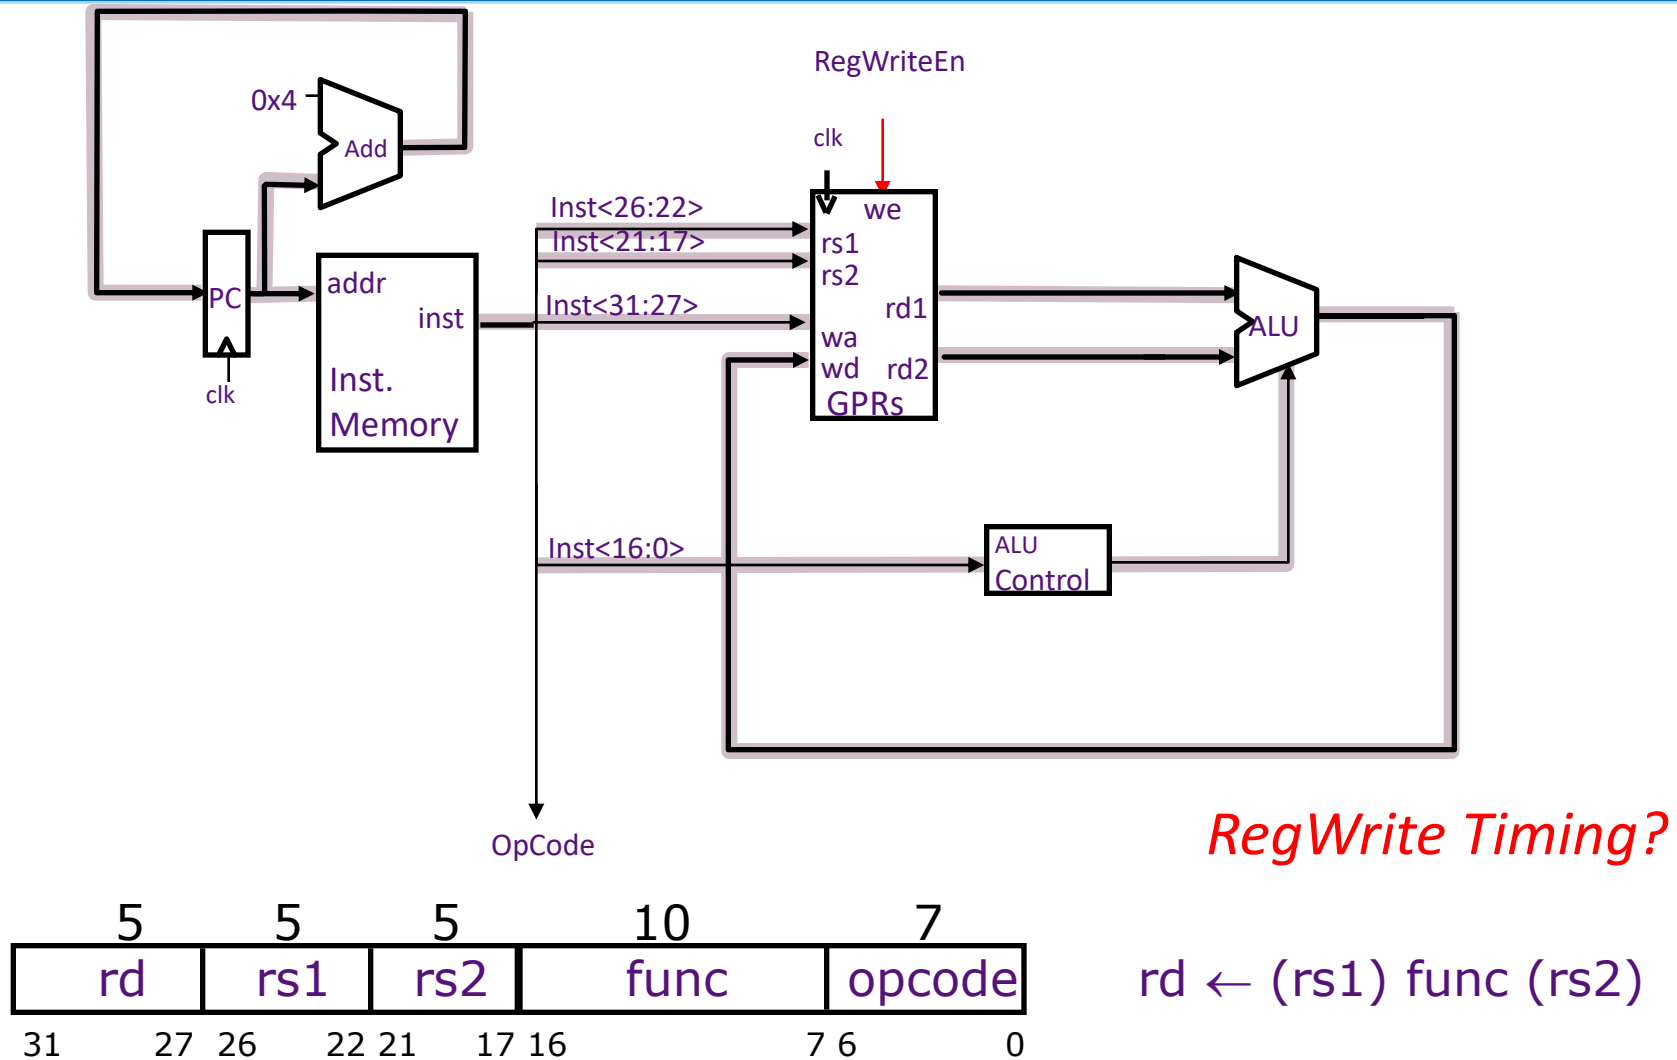 RegWriteEn
0x4
Add
clk
Inst<26:22>
we
Inst<21:17>
rs1
rs2
PC
addr
inst
Inst<31:27>
rd1
ALU
wa
wd
rd2
clk
Inst.
Memory
GPRs
Inst<16:0>
ALU
Control
OpCode
RegWrite Timing?
5 5 5 10 7
rd rs1 rs2 func opcode
rd ← (rs1) func (rs2)
31 27 26 22 21 17 16 7 6 0